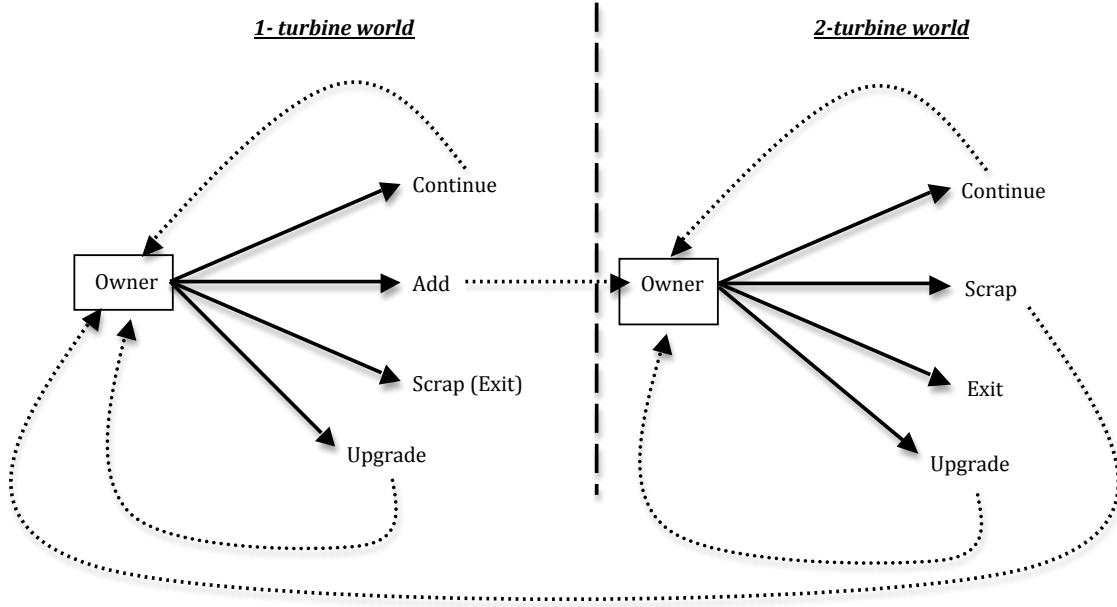 1- turbine world
2-turbine world
Continue
Owner
Add
Scrap (Exit)
Upgrade
Continue
Owner
Scrap
Exit
Upgrade